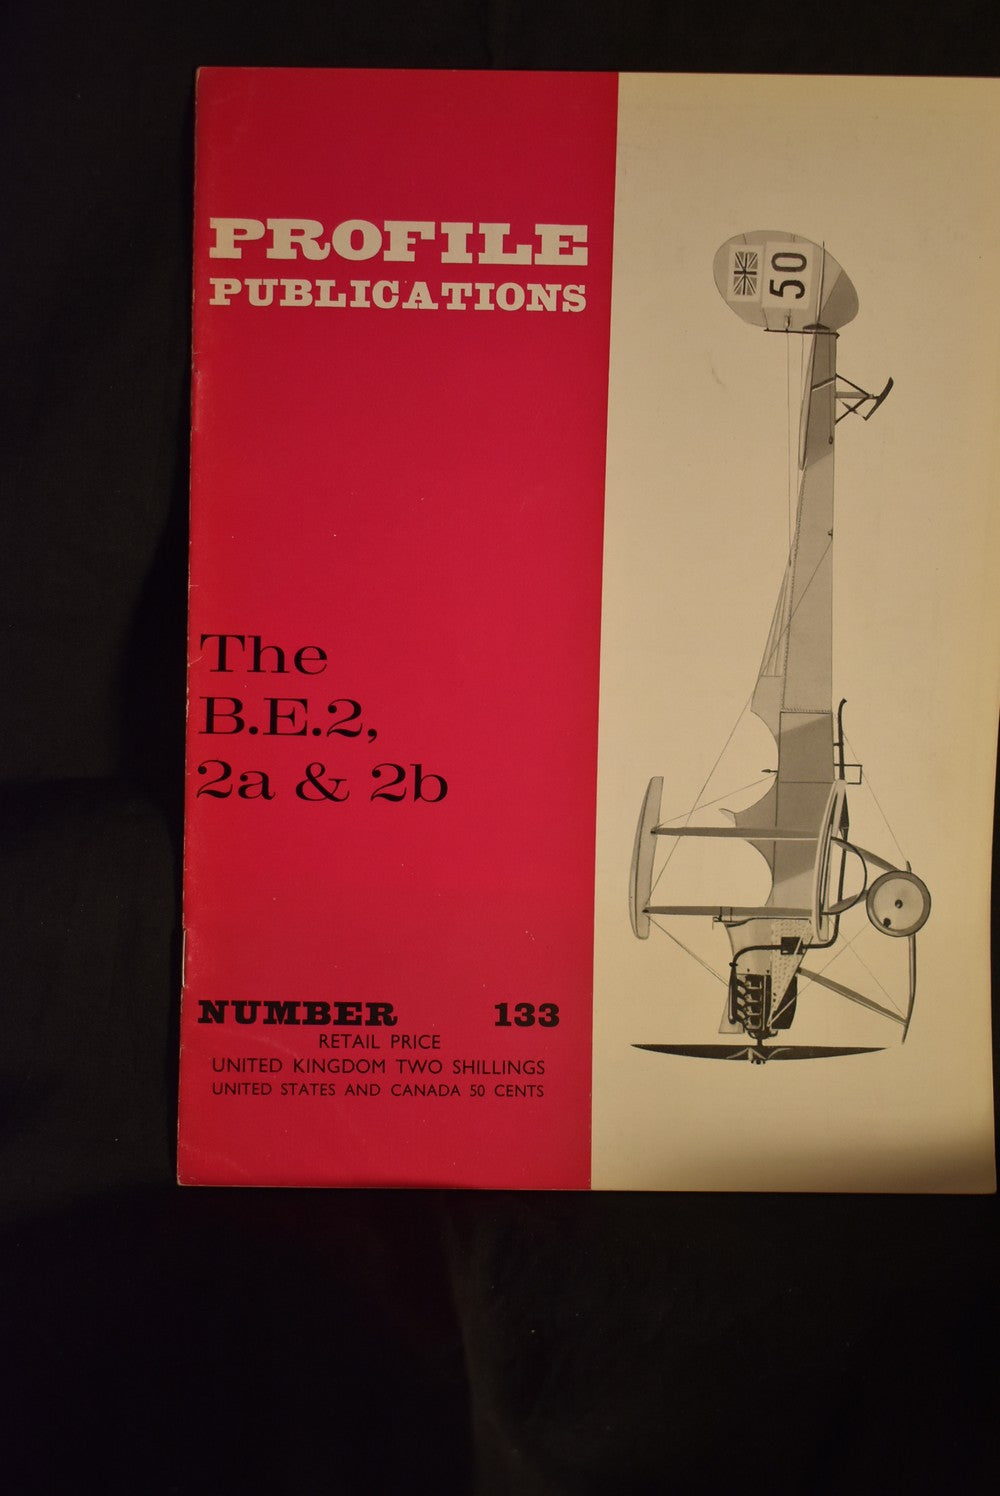 PROFILE
PUBLICATIONS
50
The
B.E.2,
2a & 2b
NUMBER 133
RETAIL PRICE
UNITED KINGDOM TWO SHILLINGS
UNITED STATES AND CANADA 50 CENTS